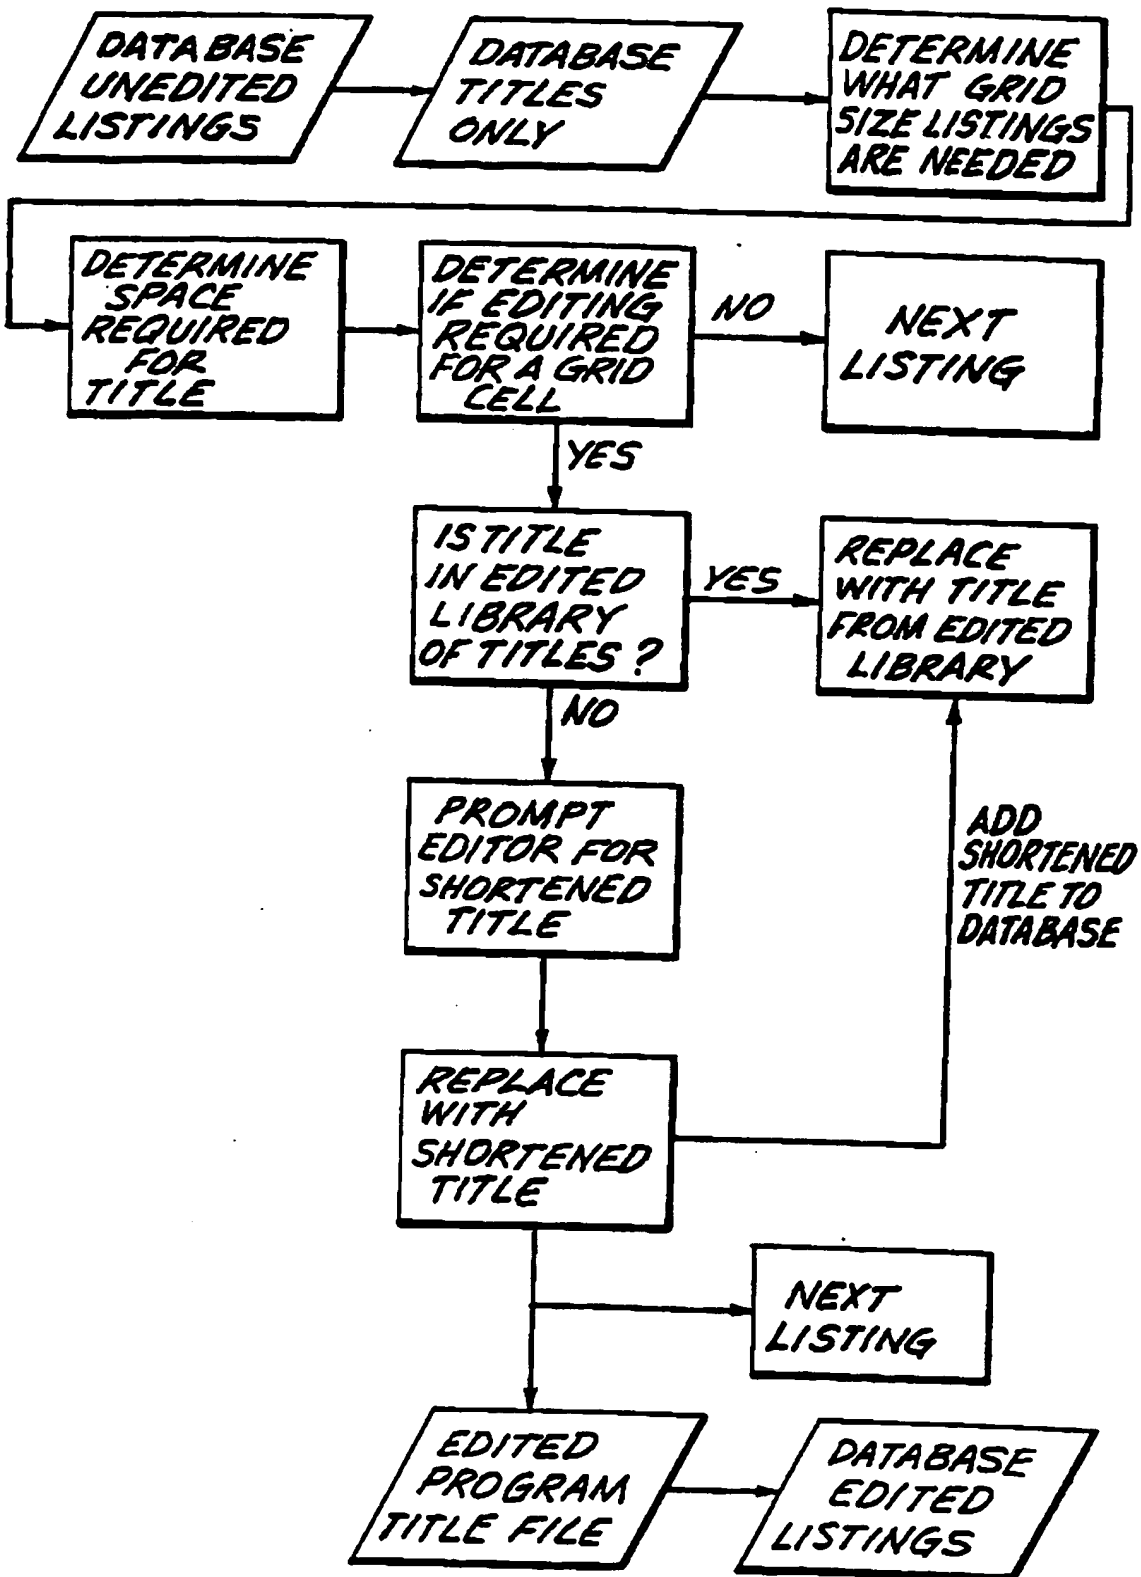 DATABASE
UNEDITED
LISTINGS
DATABASE
TITLES
ONLY
DETERMINE
WHAT GRID
SIZE LISTINGS
ARE NEEDED
DETERMINE
SPACE
REQUIRED
FOR
TITLE
DETERMINE
IF EDITING
REQUIRED
FOR A GRID
CELL
NO
NEXT
LISTING
YES
IS TITLE
IN EDITED
LIBRARY
OF TITLES?
YES
REPLACE
WITH TITLE
FROM EDITED
LIBRARY
NO
PROMPT
EDITOR FOR
SHORTENED
TITLE
ADD
SHORTENED
TITLE TO
DATABASE
REPLACE
WITH
SHORTENED
TITLE
NEXT
LISTING
EDITED
PROGRAM
TITLE FILE
DATABASE
EDITED
LISTINGS